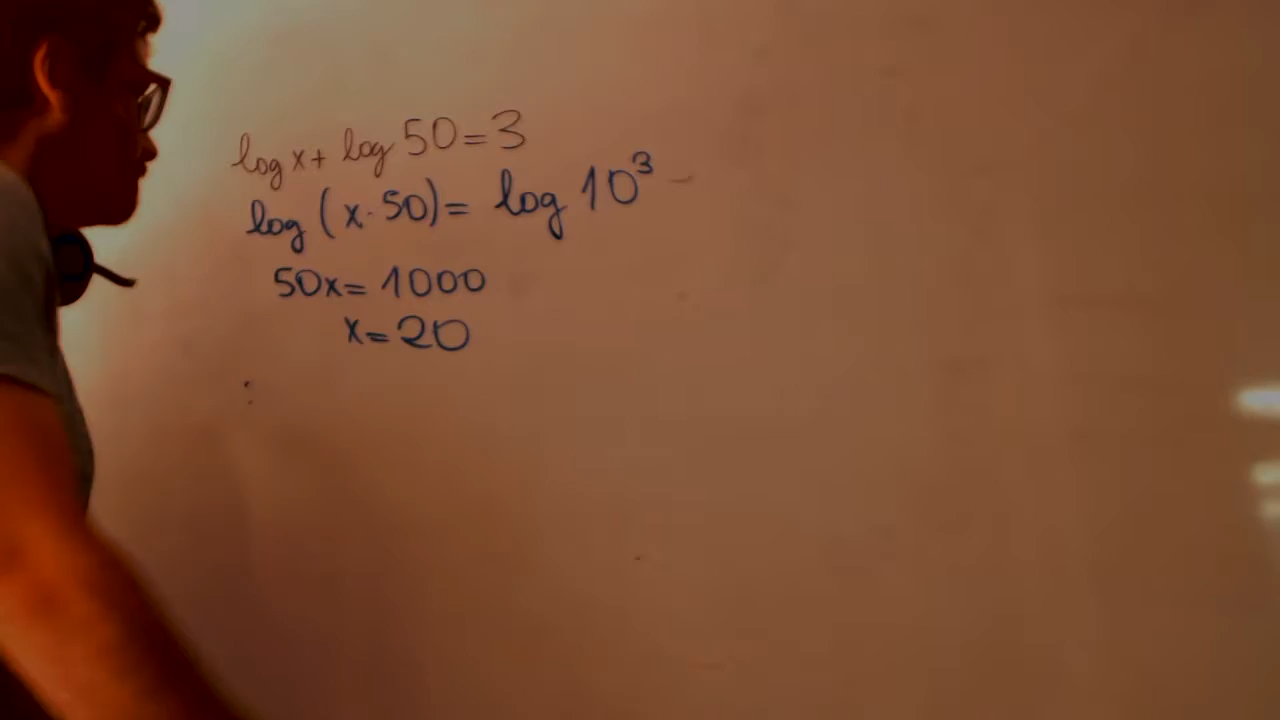 log x + log 50 = 3
log (x · 50) = log 10³
50x = 1000
x = 20